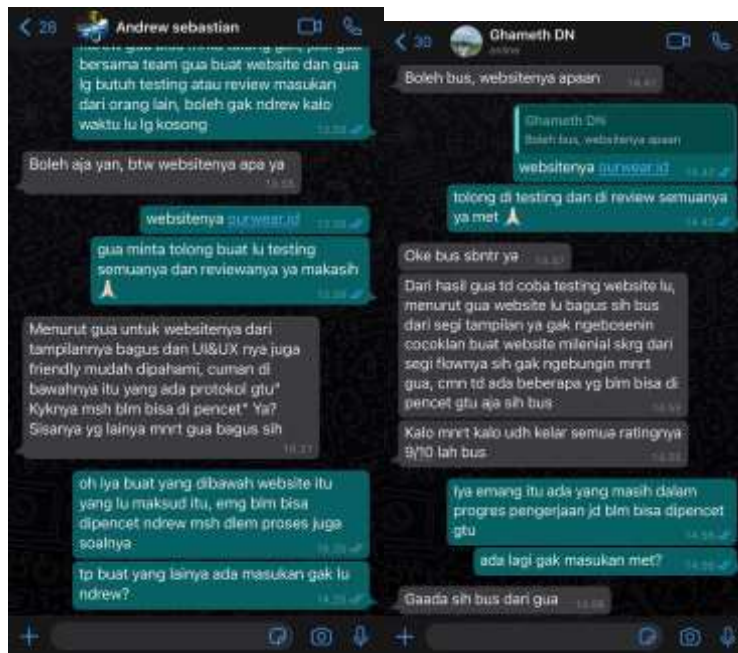 28
Andrew sebastian
bersama team gua buat website dan gua
lg butuh testing atau review masukan
dari orang lain, boleh gak ndrew kalo
waktu lu lg kosong
Boleh aja yan, btw websitenya apa ya
websitenya ourwear.id
gua minta tolong buat lu testing
semuanya dan reviewanya ya makasih
Menurut gua untuk websitenya dari
tampilannya bagus dan UI&UX nya juga
friendly mudah dipahami, cuman di
bawahnya itu yang ada protokol gtu"
Kyknya msh blm bisa di pencet" Ya?
Sisanya yg lainya mnrt gua bagus sih
oh iya buat yang dibawah website itu
yang lu maksud itu, emg blm bisa
dipencet ndrew msh dlem proses juga
soalnya
tp buat yang lainya ada masukan gak lu
ndrew?
30
Ghameth DN
online
Boleh bus, websitenya apaan
Ghameth DN
Boleh bus, websitenya apaan
websitenya ourwear.id
tolong di testing dan di review semuanya
ya met
Oke bus sbntr ya
Dari hasil gua td coba testing website lu,
menurut gua website lu bagus sih bus
dari segi tampilan ya gak ngebosenin
cocoklan buat website milenial skrg dari
segi flownya sih gak ngebungin mnrt
gua, cmn td ada beberapa yg blm bisa di
pencet gtu aja sih bus
Kalo mnrt kalo udh kelar semua ratingnya
9/10 lah bus
Iya emang itu ada yang masih dalam
progres pengerjaan jd blm bisa dipencet
gtu
ada lagi gak masukan met?
Gaada sih bus dari gua